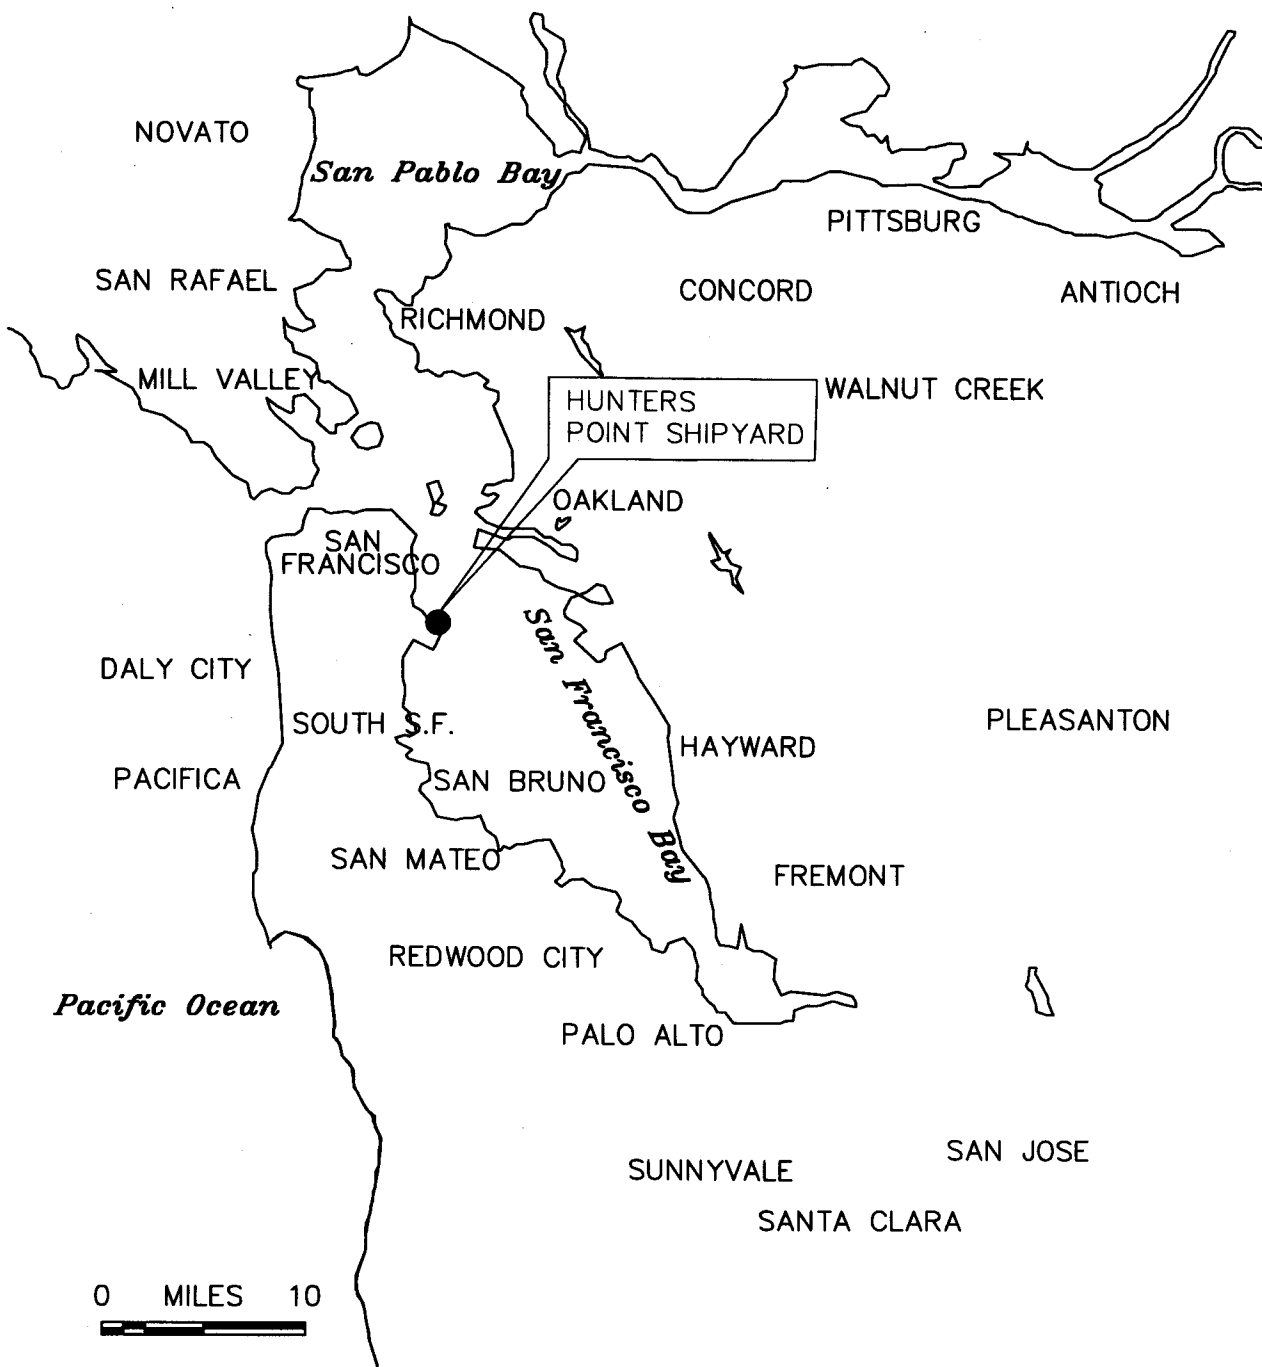 NOVATO
San Pablo Bay
PITTSBURG
SAN RAFAEL
CONCORD
ANTIOCH
RICHMOND
MILL VALLEY
WALNUT CREEK
HUNTERS
POINT SHIPYARD
OAKLAND
SAN
FRANCISCO
San Francisco Bay
DALY CITY
SOUTH S.F.
PLEASANTON
HAYWARD
PACIFICA
SAN BRUNO
SAN MATEO
FREMONT
REDWOOD CITY
Pacific Ocean
PALO ALTO
SAN JOSE
SUNNYVALE
SANTA CLARA
0 MILES 10